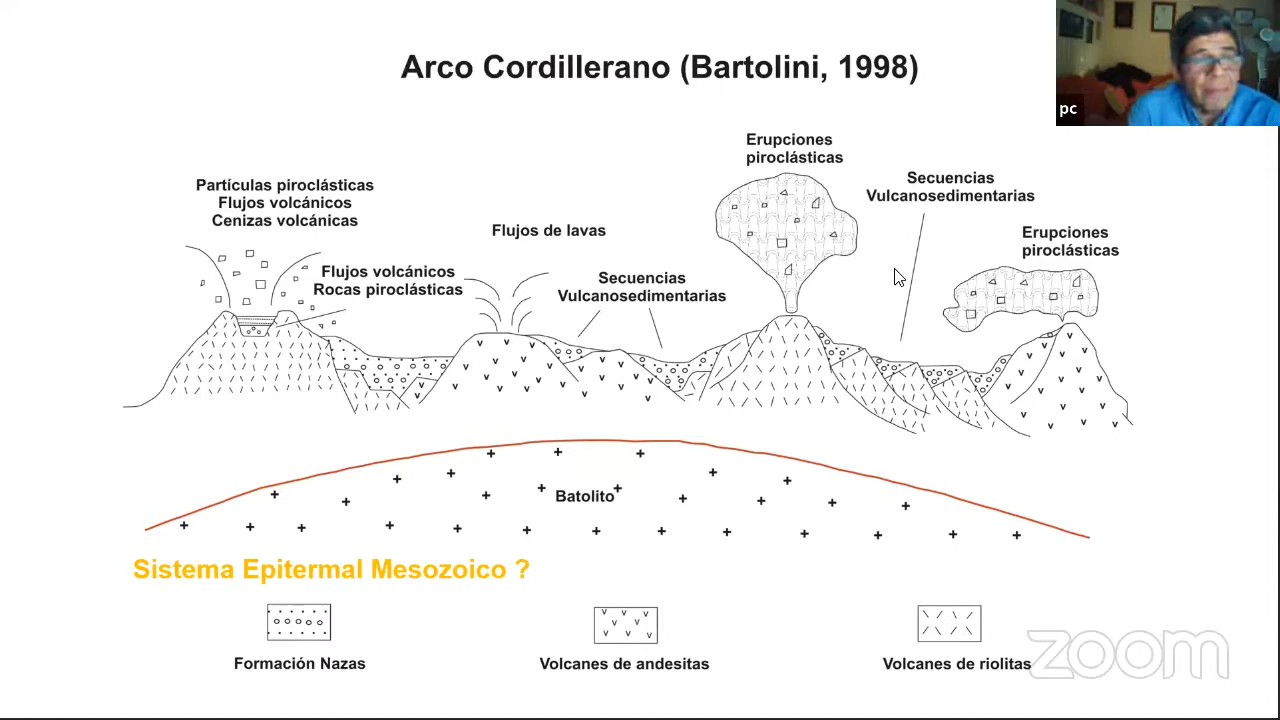 Arco Cordillerano (Bartolini, 1998)
pc
Erupciones
piroclásticas
Partículas piroclásticas
Flujos volcánicos
Cenizas volcánicas
Secuencias
Vulcanosedimentarias
Flujos de lavas
Erupciones
piroclásticas
Flujos volcánicos
Rocas piroclásticas
Secuencias
Vulcanosedimentarias
Batolito
Sistema Epitermal Mesozoico ?
Formación Nazas
Volcanes de andesitas
Volcanes de riolitas
zoom